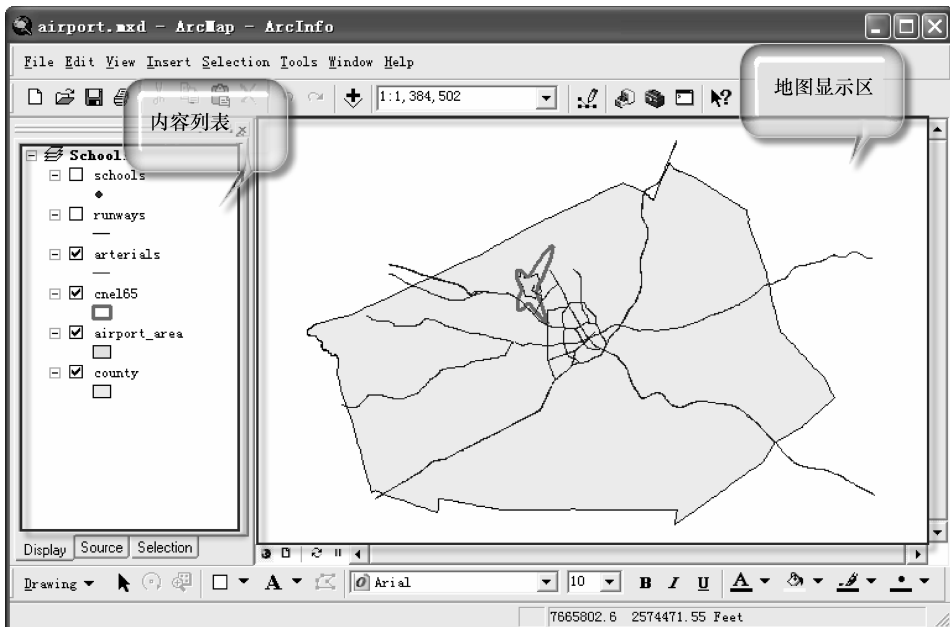 airport.mxd - ArcMap - ArcInfo
File Edit View Insert Selection Tools Window Help
1:1,384,502
内容列表
地图显示区
School
schools
runways
arterials
cnel65
airport_area
county
Display Source Selection
Drawing A Arial 10 B I U A
7665802.6 2574471.55 Feet